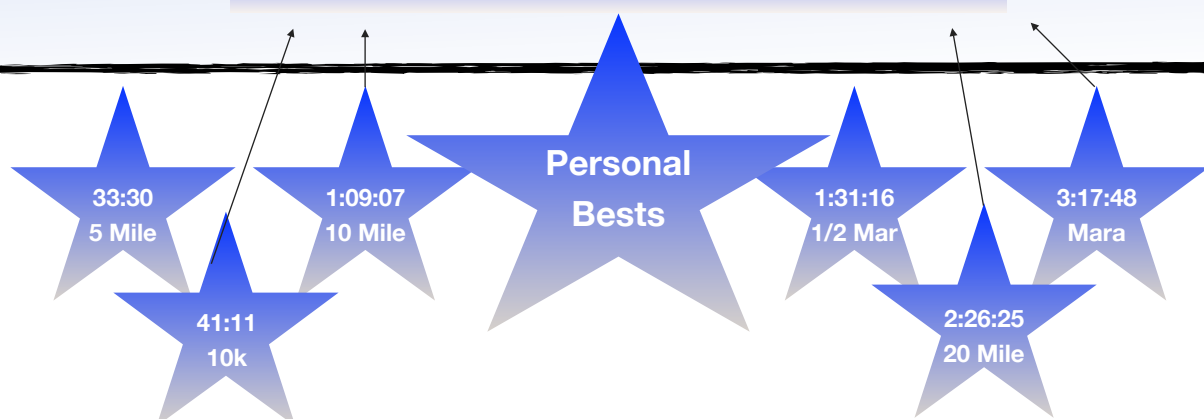 Personal
Bests
33:30
5 Mile
41:11
10k
1:09:07
10 Mile
1:31:16
1/2 Mar
2:26:25
20 Mile
3:17:48
Mara